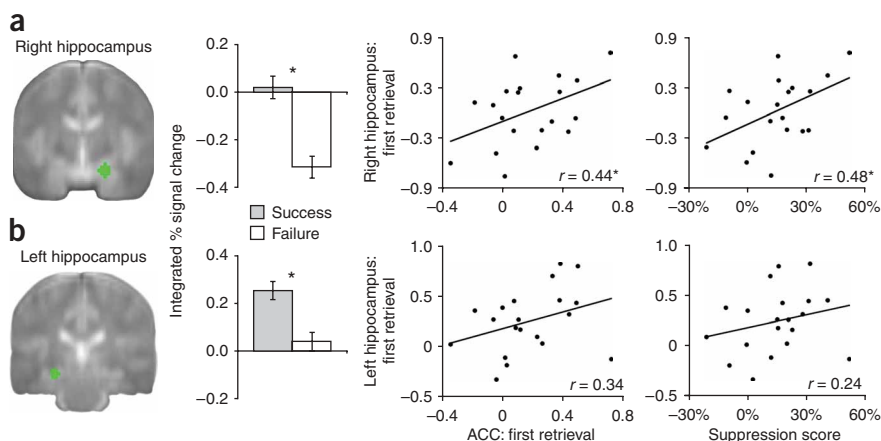 a
Right hippocampus
Integrated % signal change
0.2
0.0
−0.2
−0.4
*
Success
Failure
Right hippocampus:
first retrieval
0.9
0.3
−0.3
−0.9
−0.4
0
0.4
0.8
r = 0.44*
0.9
0.3
−0.3
−0.9
−30%
0%
30%
60%
r = 0.48*
b
Left hippocampus
0.4
0.2
0.0
−0.2
*
Left hippocampus:
first retrieval
1.0
0.5
0
0.5
−0.4
0
0.4
0.8
r = 0.34
ACC: first retrieval
1.0
0.5
0
−0.5
−30%
0%
30%
60%
r = 0.24
Suppression score